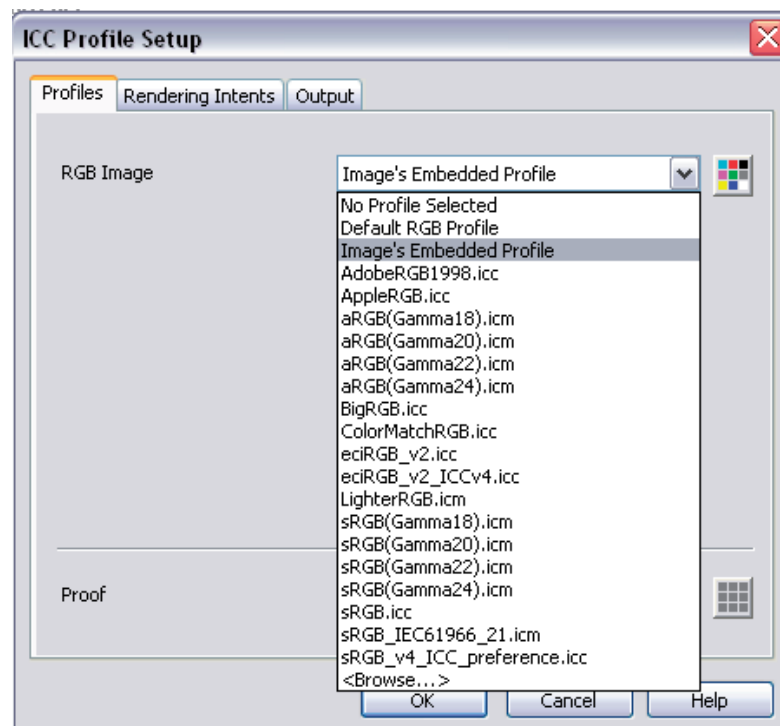 ICC Profile Setup
Profiles Rendering Intents Output
RGB Image Image's Embedded Profile
No Profile Selected
Default RGB Profile
Image's Embedded Profile
AdobeRGB1998.icc
AppleRGB.icc
aRGB(Gamma18).icm
aRGB(Gamma20).icm
aRGB(Gamma22).icm
aRGB(Gamma24).icm
BigRGB.icc
ColorMatchRGB.icc
eciRGB_v2.icc
eciRGB_v2_ICCv4.icc
LighterRGB.icm
sRGB(Gamma18).icm
sRGB(Gamma20).icm
sRGB(Gamma22).icm
sRGB(Gamma24).icm
Proof
sRGB.icc
sRGB_IEC61966_21.icm
sRGB_v4_ICC_preference.icc
<Browse...>
OK Cancel Help